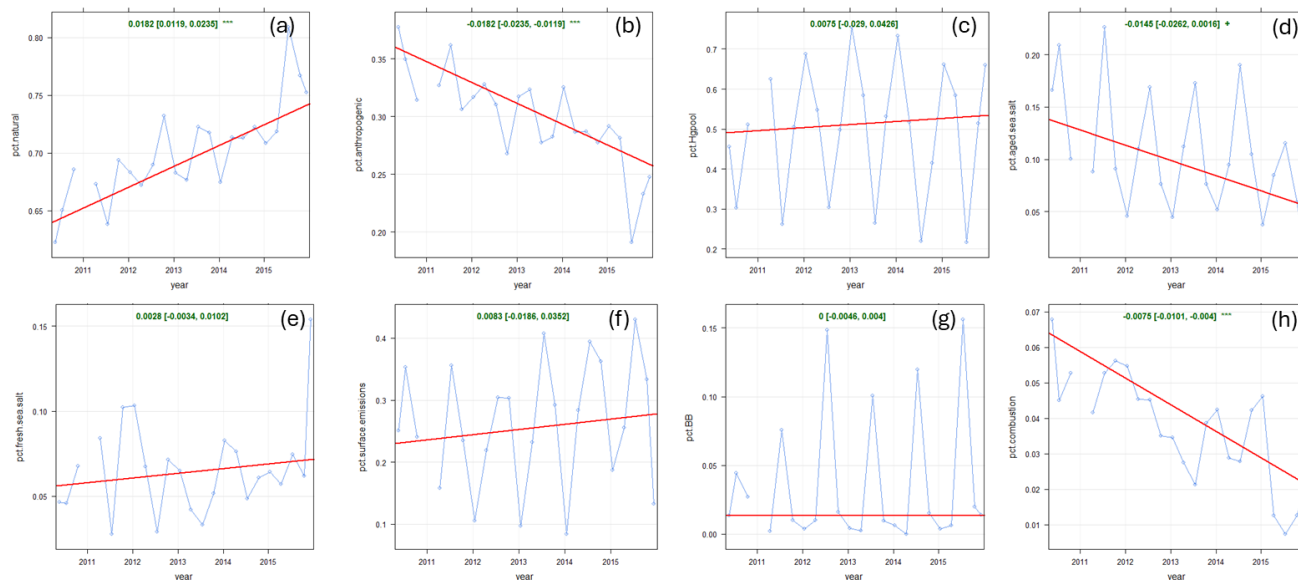 (a)
0.0182 [0.0119, 0.0235] ***
pct.natural
0.80
0.75
0.70
0.65
2011 2012 2013 2014 2015
year
(b)
-0.0182 [-0.0235, -0.0119] ***
pct.anthropogenic
0.35
0.30
0.25
0.20
2011 2012 2013 2014 2015
year
(c)
0.0075 [-0.029, 0.0426]
pct.Hgpool
0.7
0.6
0.5
0.4
0.3
0.2
2011 2012 2013 2014 2015
year
(d)
-0.0145 [-0.0262, 0.0016] +
pct.aged.sea.salt
0.20
0.15
0.10
0.05
2011 2012 2013 2014 2015
year
(e)
0.0028 [-0.0034, 0.0102]
pct.fresh.sea.salt
0.15
0.10
0.05
2011 2012 2013 2014 2015
year
(f)
0.0083 [-0.0186, 0.0352]
pct.surface.emissions
0.4
0.3
0.2
0.1
2011 2012 2013 2014 2015
year
(g)
0 [-0.0046, 0.004]
pct.BB
0.15
0.10
0.05
0.00
2011 2012 2013 2014 2015
year
(h)
-0.0075 [-0.0101, -0.004] ***
pct.combustion
0.07
0.06
0.05
0.04
0.03
0.02
0.01
2011 2012 2013 2014 2015
year